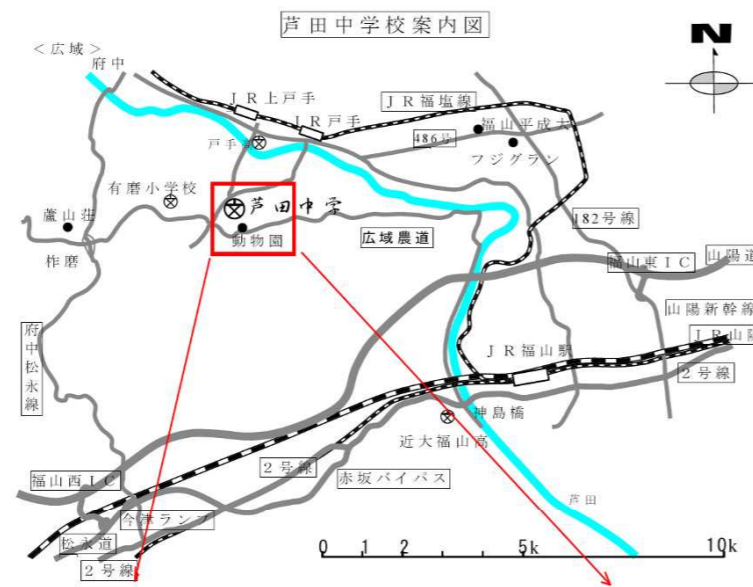 芦田中学校案内図
N
<広域>
府中
JR上戸手
JR福塩線
JR戸手
福山平成大
486号
戸手
フジグラン
有磨小学校
芦田中学
蘆山荘
182号線
動物園
広域農道
柞磨
福山東IC
山陽道
山陽新幹線
府中松永線
JR山陽
JR福山駅
2号線
神島橋
近大福山高
2号線
赤坂バイパス
福山西IC
芦田
今津ランプ
松永道
2号線
0 1 2 5k 10k